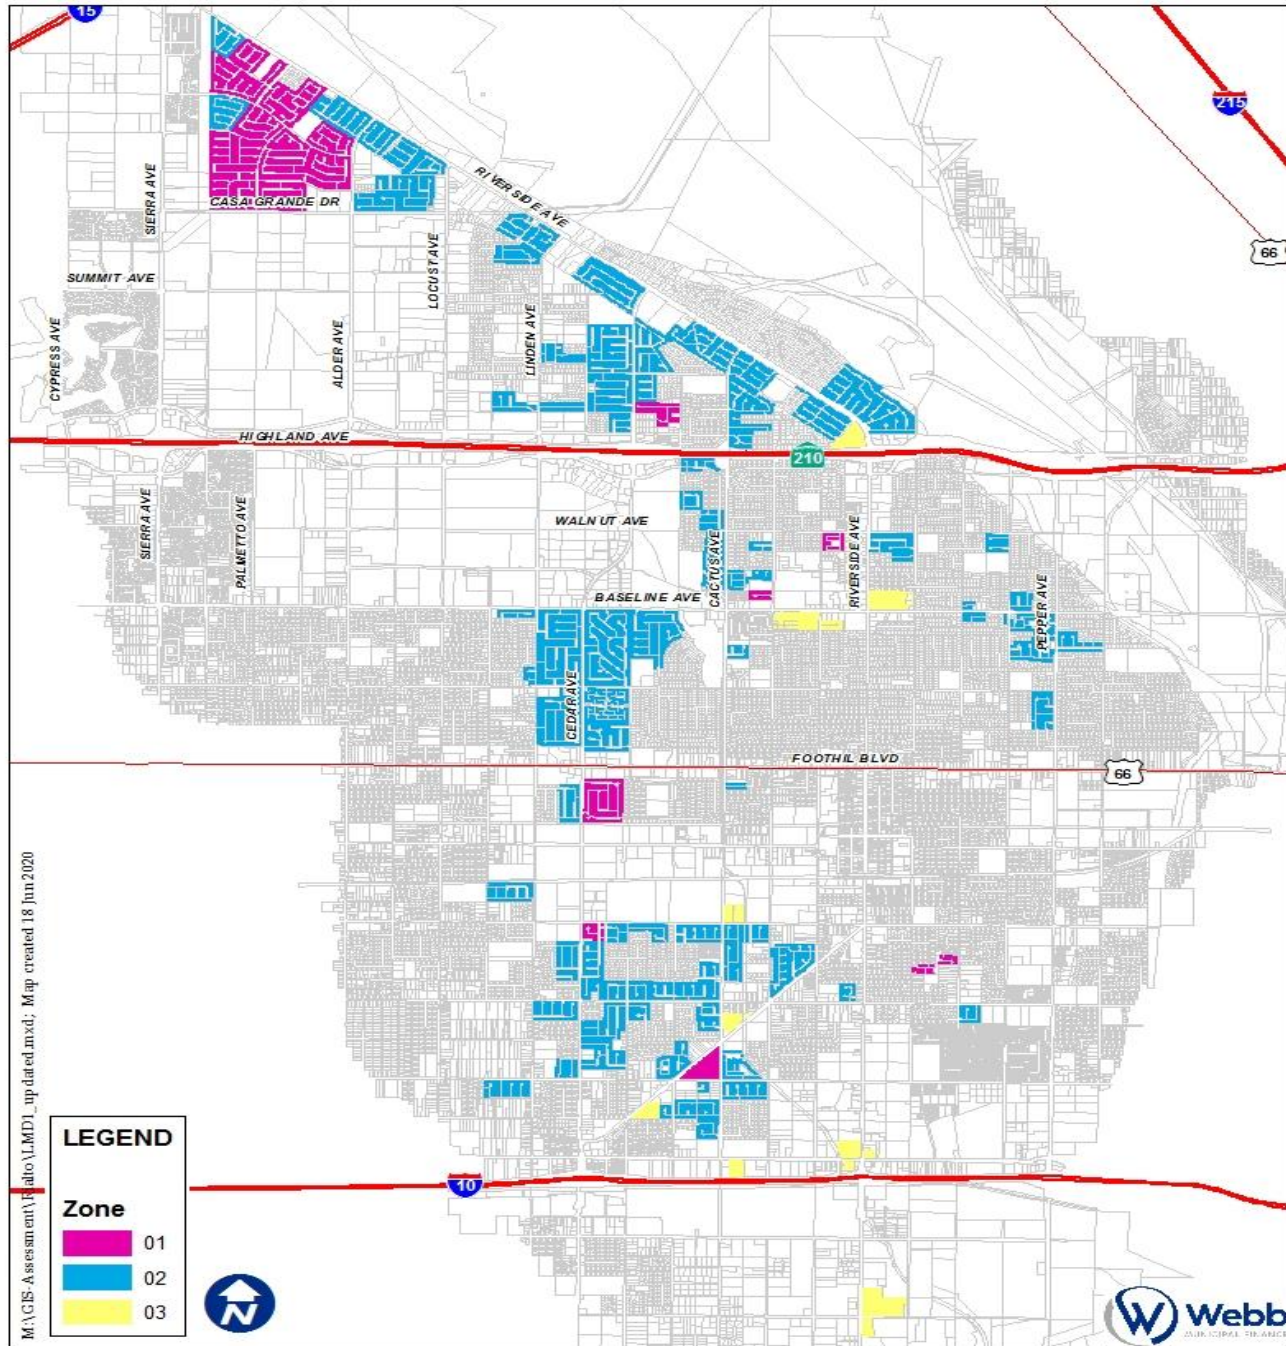 15
215
RIVERSIDE AVE
SIERRA AVE
CASA GRANDE DR
66
LOCUST AVE
SUMMIT AVE
CYPRESS AVE
ALDER AVE
LINDEN AVE
HIGHLAND AVE
210
SIERRA AVE
PALMETTO AVE
WALNUT AVE
CACTUS AVE
RIVERSIDE AVE
BASELINE AVE
PEPPER AVE
CEDAR AVE
FOOTHIL BLVD
66
M:\GIS-Assessment\Rialto\LMD1_updated.mxd; Map created 18 Jun 2020
LEGEND
Zone
01
02
03
10
N
W Webb
MUNICIPAL FINANCE